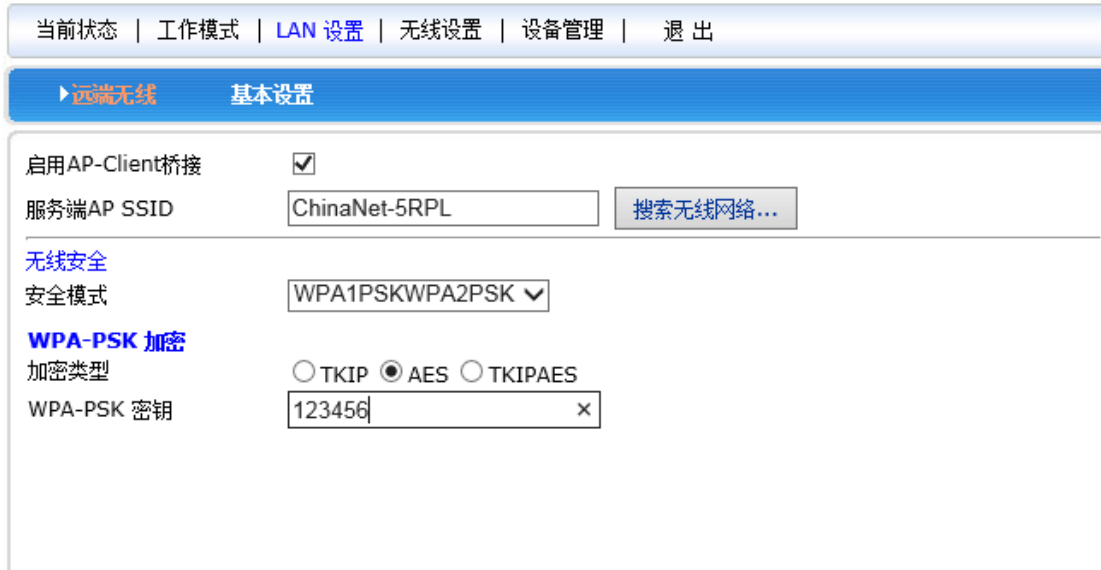 当前状态 | 工作模式 | LAN 设置 | 无线设置 | 设备管理 | 退 出
远端无线 基本设置
启用AP-Client桥接
服务端AP SSID ChinaNet-5RPL 搜索无线网络...
无线安全
安全模式 WPA1PSKWPA2PSK
WPA-PSK 加密
加密类型 TKIP AES TKIPAES
WPA-PSK 密钥 123456